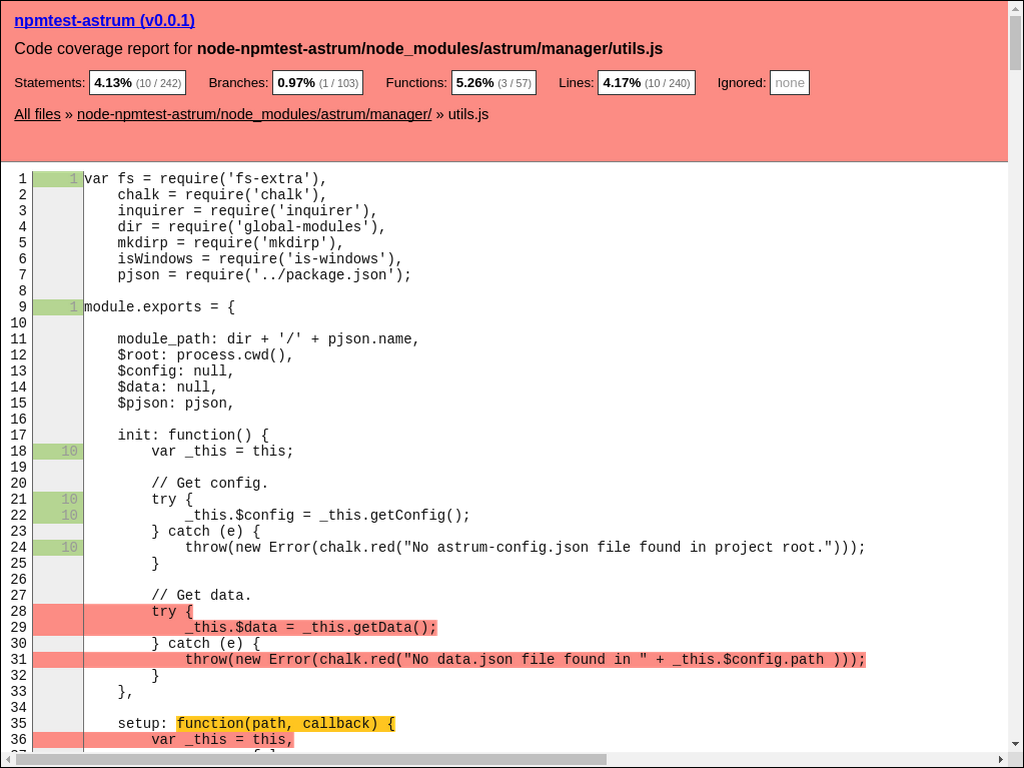 npmtest-astrum (v0.0.1)
Code coverage report for node-npmtest-astrum/node_modules/astrum/manager/utils.js
Statements: 4.13% (10 / 242) Branches: 0.97% (1 / 103) Functions: 5.26% (3 / 57) Lines: 4.17% (10 / 240) Ignored: none
All files » node-npmtest-astrum/node_modules/astrum/manager/ » utils.js
1 1 var fs = require('fs-extra'),
2 chalk = require('chalk'),
3 inquirer = require('inquirer'),
4 dir = require('global-modules'),
5 mkdirp = require('mkdirp'),
6 isWindows = require('is-windows'),
7 pjson = require('../package.json');
8
9 1 module.exports = {
10
11 module_path: dir + '/' + pjson.name,
12 $root: process.cwd(),
13 $config: null,
14 $data: null,
15 $pjson: pjson,
16
17 init: function() {
18 10 var _this = this;
19
20 // Get config.
21 10 try {
22 10 _this.$config = _this.getConfig();
23 } catch (e) {
24 10 throw(new Error(chalk.red("No astrum-config.json file found in project root.")));
25 }
26
27 // Get data.
28 try {
29 _this.$data = _this.getData();
30 } catch (e) {
31 throw(new Error(chalk.red("No data.json file found in " + _this.$config.path )));
32 }
33 },
34
35 setup: function(path, callback) {
36 var _this = this,